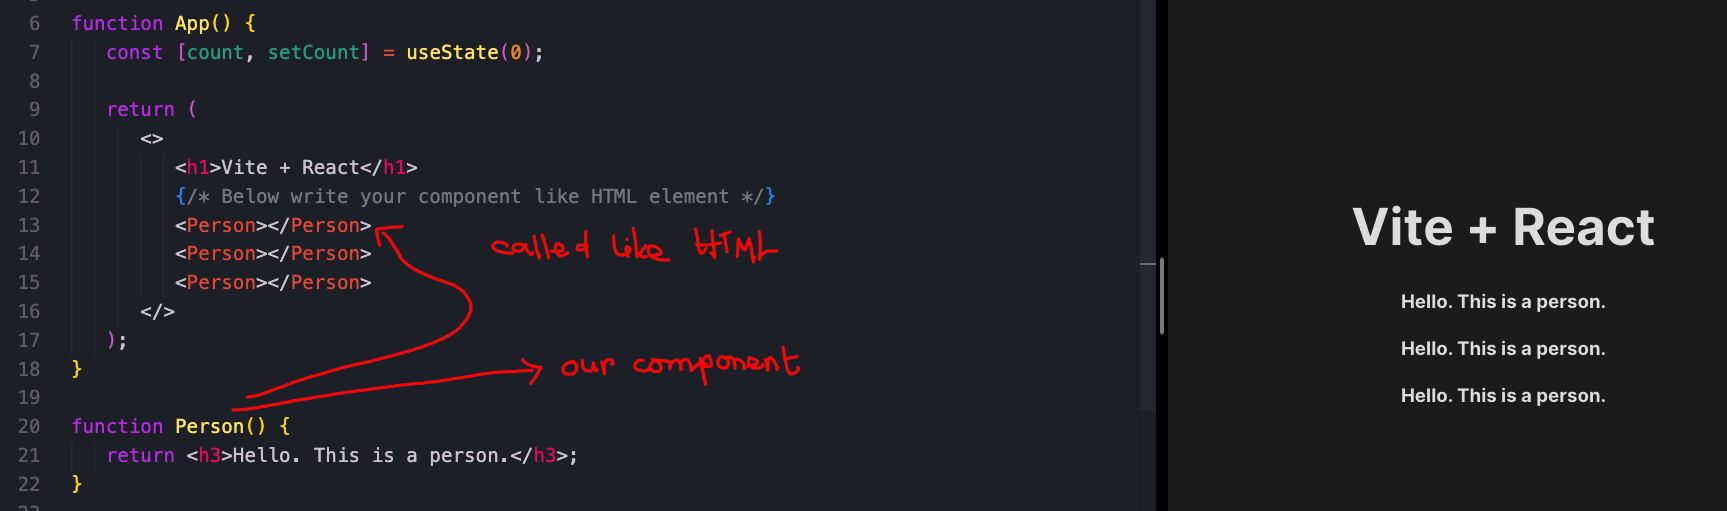 6 function App() {
7 const [count, setCount] = useState(0);
8
9 return (
10 <>
11 <h1>Vite + React</h1>
12 {/* Below write your component like HTML element */}
13 <Person></Person>
14 <Person></Person>
15 <Person></Person>
16 </>
17 );
18 }
19
20 function Person() {
21 return <h3>Hello. This is a person.</h3>;
22 }
called like HTML
our component
Vite + React
Hello. This is a person.
Hello. This is a person.
Hello. This is a person.